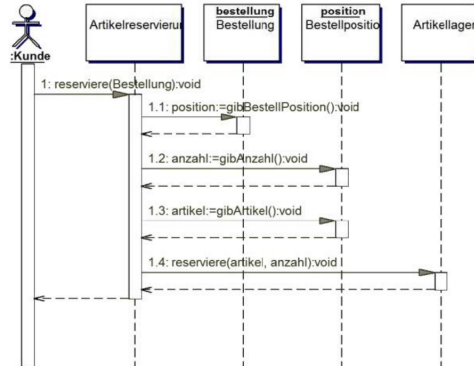 :Kunde
Artikelreservierur
bestellung
Bestellung
position
Bestellpositio
Artikellager
1: reserviere(Bestellung):void
1.1: position:=gibBestellPosition():void
1.2: anzahl:=gibAnzahl():void
1.3: artikel:=gibArtikel():void
1.4: reserviere(artikel, anzahl):void